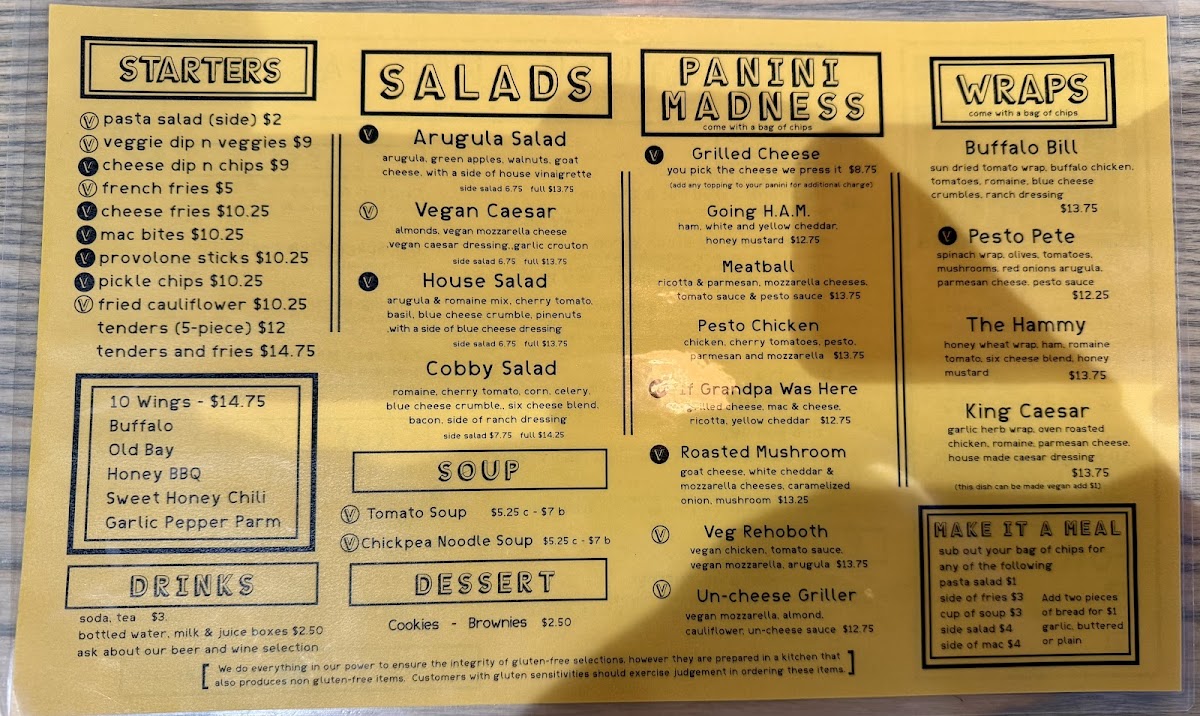 STARTERS
Ⓥ pasta salad (side) $2
Ⓥ veggie dip n veggies $9
Ⓥ cheese dip n chips $9
Ⓥ french fries $5
Ⓥ cheese fries $10.25
Ⓥ mac bites $10.25
Ⓥ provolone sticks $10.25
Ⓥ pickle chips $10.25
Ⓥ fried cauliflower $10.25
tenders (5-piece) $12
tenders and fries $14.75
10 Wings - $14.75
Buffalo
Old Bay
Honey BBQ
Sweet Honey Chili
Garlic Pepper Parm
DRINKS
soda, tea $3
bottled water, milk & juice boxes $2.50
ask about our beer and wine selection
SALADS
Ⓥ Arugula Salad
arugula, green apples, walnuts, goat
cheese, with a side of house vinaigrette
side salad 6.75 full $13.75
Ⓥ Vegan Caesar
almonds, vegan mozzarella cheese
,vegan caesar dressing,,garlic crouton
side salad 6.75 full $13.75
Ⓥ House Salad
arugula & romaine mix, cherry tomato,
basil, blue cheese crumble, pinenuts
,with a side of blue cheese dressing
side salad 6.75 full $13.75
Cobby Salad
romaine, cherry tomato, corn, celery,
blue cheese crumble,, six cheese blend,
bacon, side of ranch dressing
side salad $7.75 full $14.25
SOUP
Ⓥ Tomato Soup $5.25 c - $7 b
Ⓥ Chickpea Noodle Soup $5.25 c - $7 b
DESSERT
Cookies - Brownies $2.50
PANINI
MADNESS
come with a bag of chips
Ⓥ Grilled Cheese
you pick the cheese we press it $8.75
(add any topping to your panini for additional charge)
Going H.A.M.
ham, white and yellow cheddar,
honey mustard $12.75
Meatball
ricotta & parmesan, mozzarella cheeses,
tomato sauce & pesto sauce $13.75
Pesto Chicken
chicken, cherry tomatoes, pesto,
parmesan and mozzarella $13.75
Ⓥ If Grandpa Was Here
grilled cheese, mac & cheese,
ricotta, yellow cheddar $12.75
Ⓥ Roasted Mushroom
goat cheese, white cheddar &
mozzarella cheeses, caramelized
onion, mushroom $13.25
Ⓥ Veg Rehoboth
vegan chicken, tomato sauce,
vegan mozzarella, arugula $13.75
Ⓥ Un-cheese Griller
vegan mozzarella, almond,
cauliflower, un-cheese sauce $12.75
WRAPS
come with a bag of chips
Buffalo Bill
sun dried tomato wrap, buffalo chicken,
tomatoes, romaine, blue cheese
crumbles, ranch dressing
$13.75
Ⓥ Pesto Pete
spinach wrap, olives, tomatoes,
mushrooms, red onions arugula,
parmesan cheese, pesto sauce
$12.25
The Hammy
honey wheat wrap, ham, romaine
tomato, six cheese blend, honey
mustard $13.75
King Caesar
garlic herb wrap, oven roasted
chicken, romaine, parmesan cheese,
house made caesar dressing
$13.75
(this dish can be made vegan add $1)
MAKE IT A MEAL
sub out your bag of chips for
any of the following
pasta salad $1
side of fries $3
cup of soup $3
side salad $4
side of mac $4
Add two pieces
of bread for $1
garlic, buttered
or plain
[ We do everything in our power to ensure the integrity of gluten-free selections, however they are prepared in a kitchen that
also produces non gluten-free items. Customers with gluten sensitivities should exercise judgement in ordering these items. ]